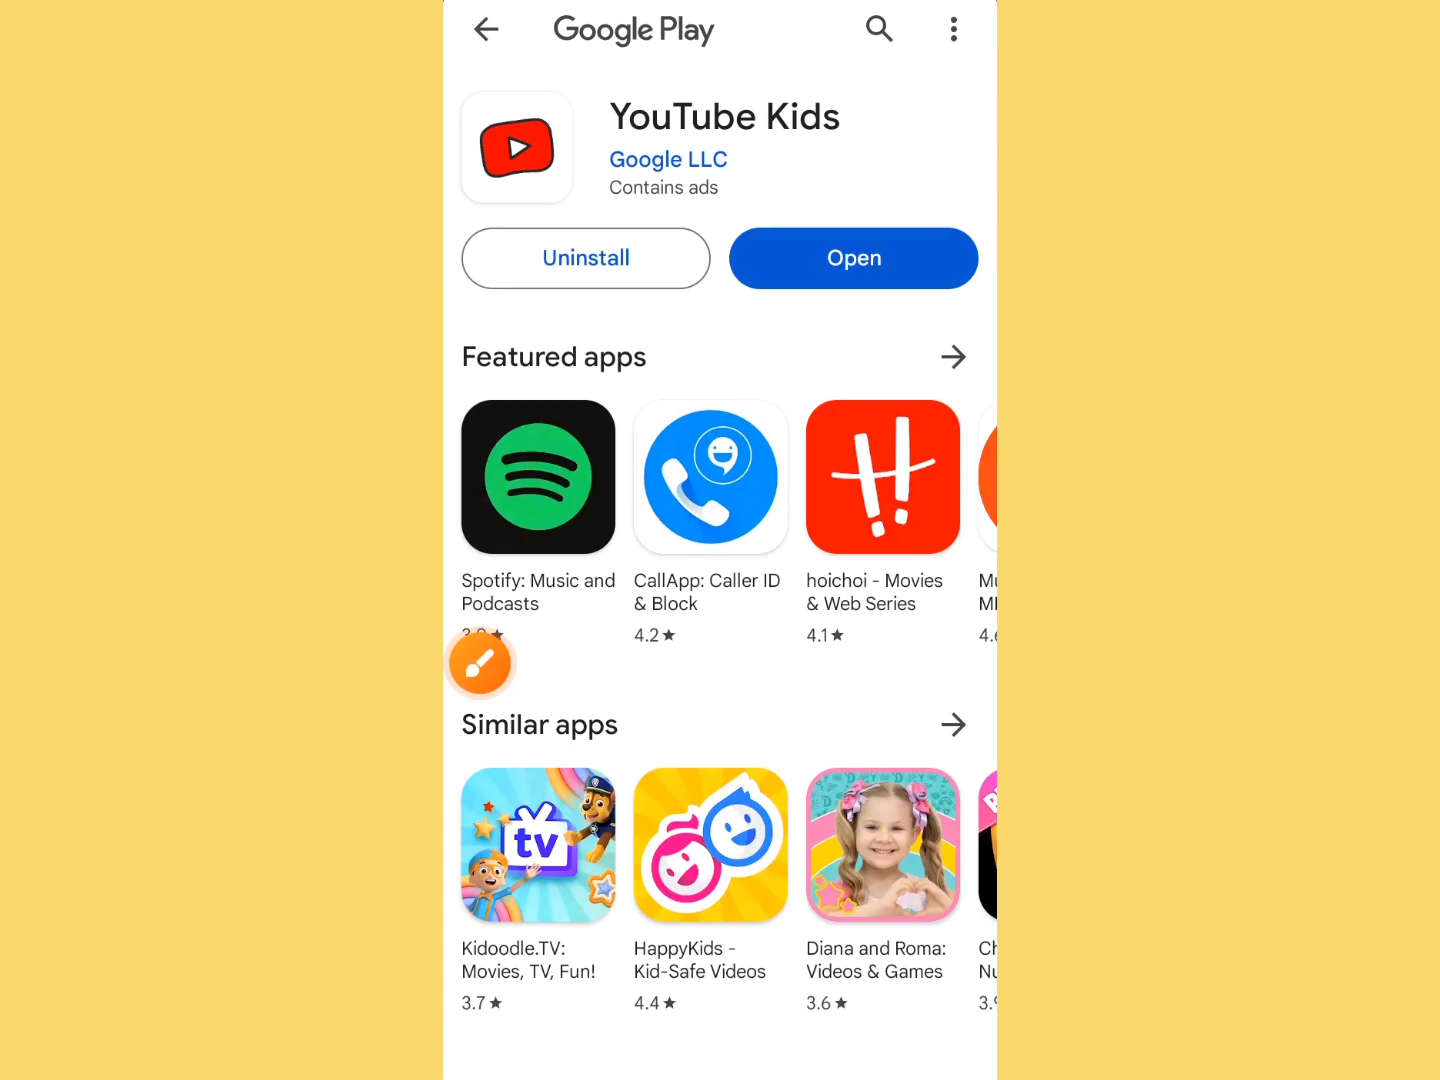 Google Play
YouTube Kids
Google LLC
Contains ads
Uninstall
Open
Featured apps
Spotify: Music and
Podcasts
CallApp: Caller ID
& Block
4.2★
hoichoi - Movies
& Web Series
4.1★
Similar apps
tv
Kidoodle.TV:
Movies, TV, Fun!
3.7★
HappyKids -
Kid-Safe Videos
4.4★
Diana and Roma:
Videos & Games
3.6★